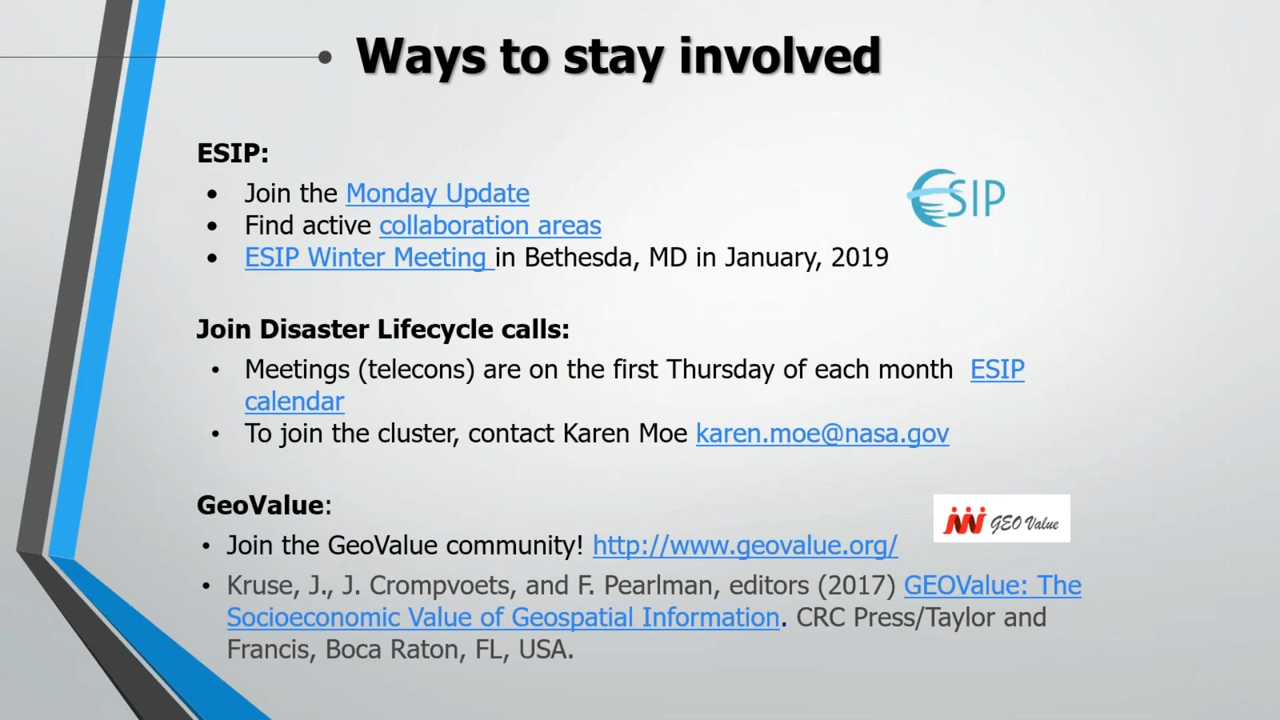 Ways to stay involved
ESIP:
• Join the Monday Update
• Find active collaboration areas
• ESIP Winter Meeting in Bethesda, MD in January, 2019
ESIP
Join Disaster Lifecycle calls:
• Meetings (telecons) are on the first Thursday of each month ESIP
calendar
• To join the cluster, contact Karen Moe karen.moe@nasa.gov
GeoValue:
GEO Value
• Join the GeoValue community! http://www.geovalue.org/
• Kruse, J., J. Crompvoets, and F. Pearlman, editors (2017) GEOValue: The
Socioeconomic Value of Geospatial Information. CRC Press/Taylor and
Francis, Boca Raton, FL, USA.